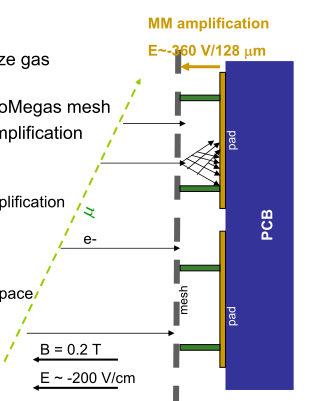 MM amplification
E~-360 V/128 μm
ze gas
oMegas mesh
mplification
pad
plification
μ
PCB
e-
pace
mesh
pad
B = 0.2 T
E ~ -200 V/cm